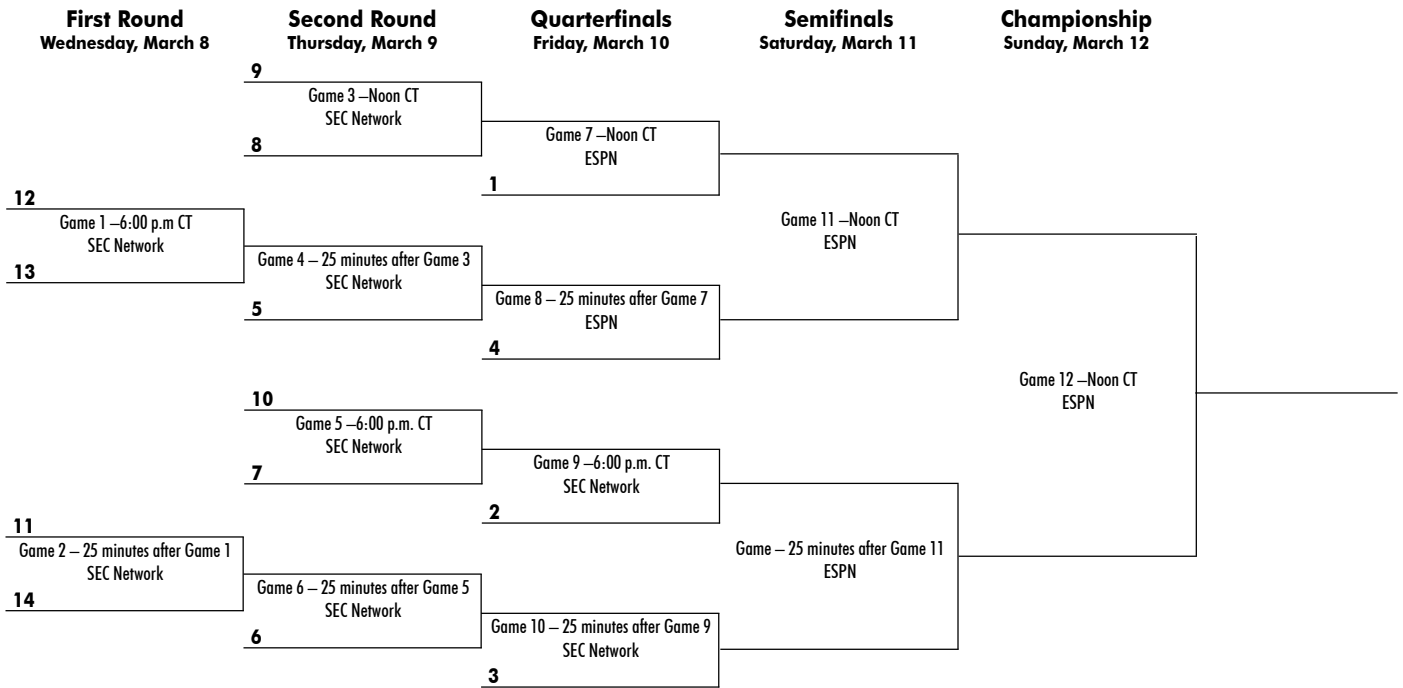 First Round
Wednesday, March 8
Second Round
Thursday, March 9
Quarterfinals
Friday, March 10
Semifinals
Saturday, March 11
Championship
Sunday, March 12
12
Game 1 –6:00 p.m CT
SEC Network
13
11
Game 2 – 25 minutes after Game 1
SEC Network
14
9
Game 3 –Noon CT
SEC Network
8
Game 4 – 25 minutes after Game 3
SEC Network
5
10
Game 5 –6:00 p.m. CT
SEC Network
7
Game 6 – 25 minutes after Game 5
SEC Network
6
Game 7 –Noon CT
ESPN
1
Game 8 – 25 minutes after Game 7
ESPN
4
Game 9 –6:00 p.m. CT
SEC Network
2
Game 10 – 25 minutes after Game 9
SEC Network
3
Game 11 –Noon CT
ESPN
Game – 25 minutes after Game 11
ESPN
Game 12 –Noon CT
ESPN